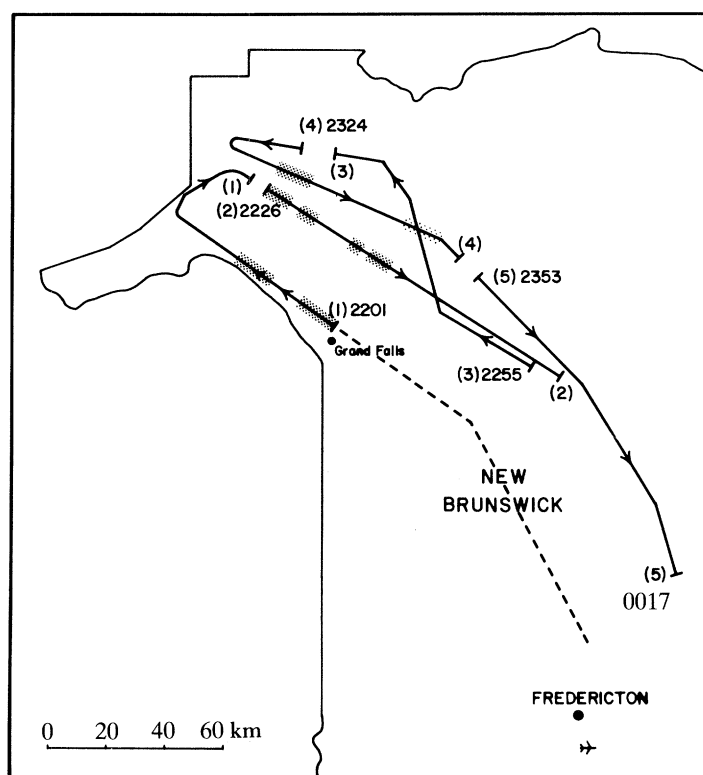 (4) 2324
(3)
(1)
(2) 2226
(4)
(5) 2353
(1) 2201
Grand Falls
(3) 2255
(2)
NEW
BRUNSWICK
(5)
0017
FREDERICTON
0 20 40 60 km